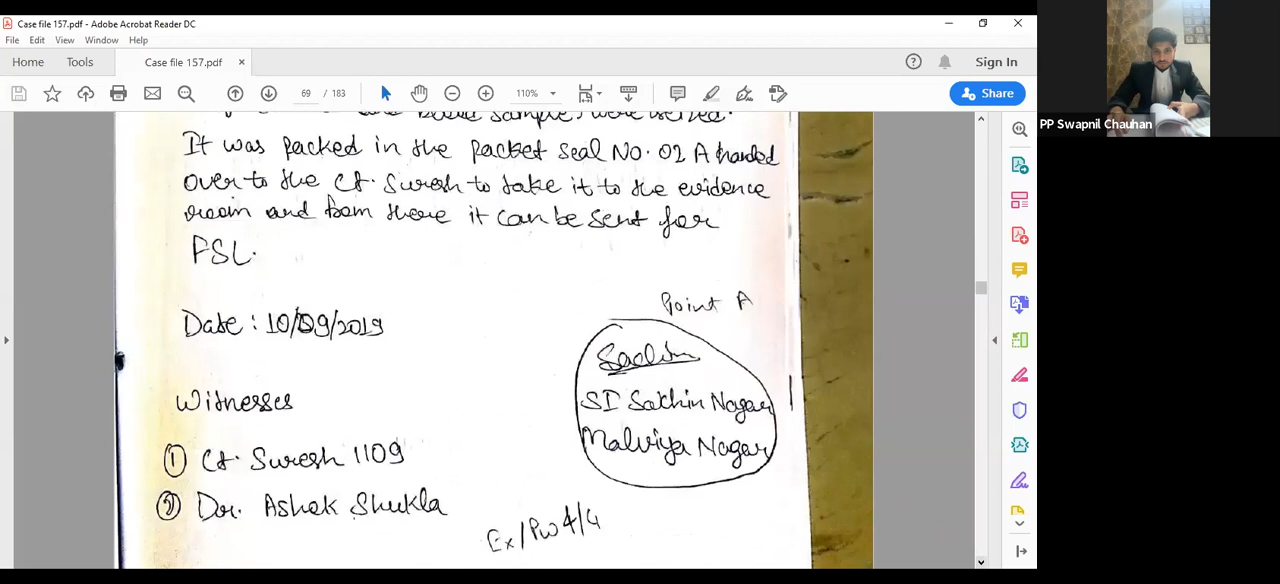 Case file 157.pdf - Adobe Acrobat Reader DC
File Edit View Window Help
Home Tools Case file 157.pdf × Sign In
69 / 183 110% Share
PP Swapnil Chauhan
sample, were seized.
It was packed in the packet seal No. 02 A handed
over to the Ct. Suresh to take it to the evidence
room and from there it can be sent for
FSL.
Point A
Date : 10/09/2019
Sachin
SI Sachin Nagar
Malviya Nagar
Witnesses
① Ct. Suresh 1109
② Dr. Ashok Shukla
Ex/PW4/4